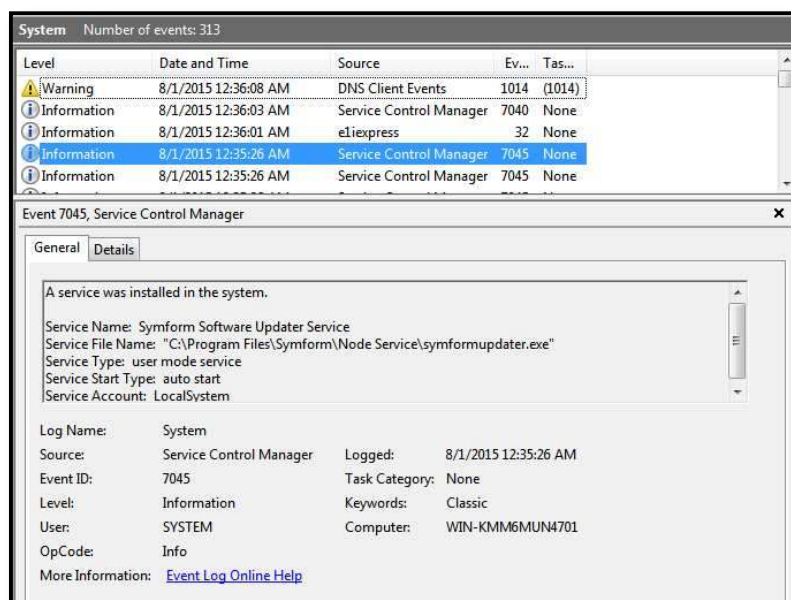 System Number of events: 313
Level Date and Time Source Ev... Tas...
Warning 8/1/2015 12:36:08 AM DNS Client Events 1014 (1014)
Information 8/1/2015 12:36:03 AM Service Control Manager 7040 None
Information 8/1/2015 12:36:01 AM e1iexpress 32 None
Information 8/1/2015 12:35:26 AM Service Control Manager 7045 None
Information 8/1/2015 12:35:26 AM Service Control Manager 7045 None
Event 7045, Service Control Manager
General Details
A service was installed in the system.
Service Name: Symform Software Updater Service
Service File Name: "C:\Program Files\Symform\Node Service\symformupdater.exe"
Service Type: user mode service
Service Start Type: auto start
Service Account: LocalSystem
Log Name: System
Source: Service Control Manager Logged: 8/1/2015 12:35:26 AM
Event ID: 7045 Task Category: None
Level: Information Keywords: Classic
User: SYSTEM Computer: WIN-KMM6MUN4701
OpCode: Info
More Information: Event Log Online Help